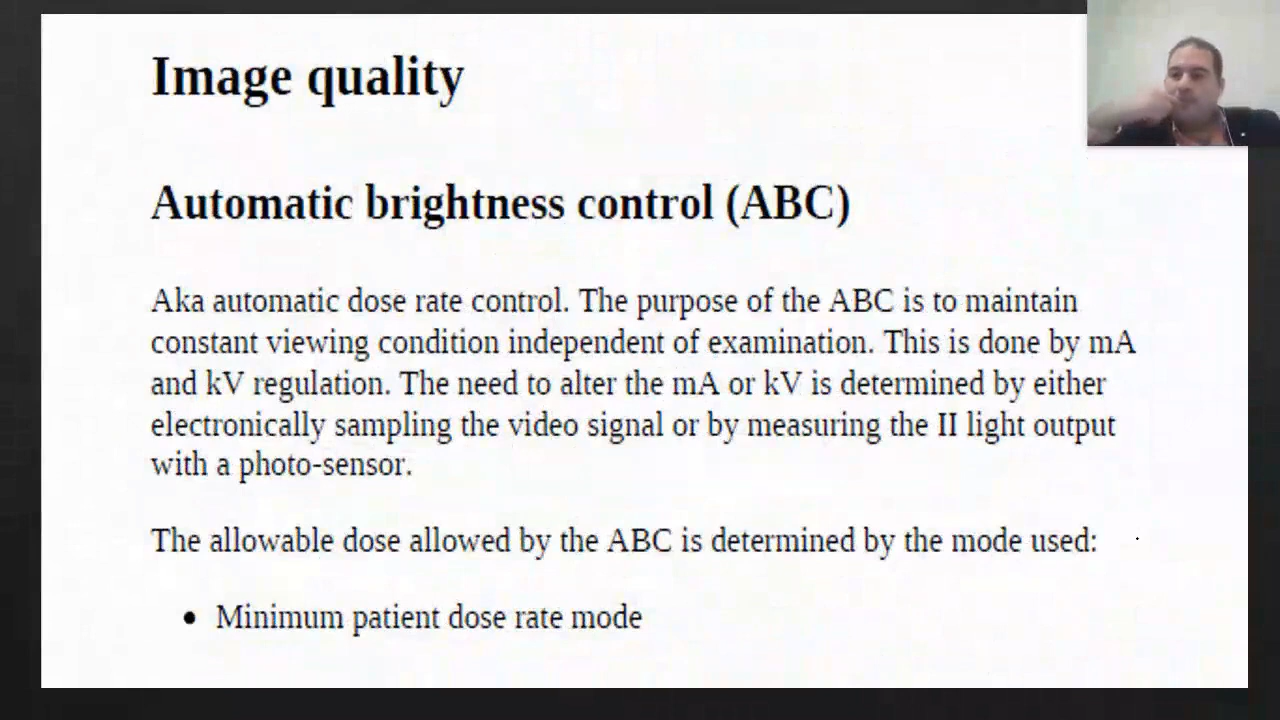 Image quality
Automatic brightness control (ABC)
Aka automatic dose rate control. The purpose of the ABC is to maintain
constant viewing condition independent of examination. This is done by mA
and kV regulation. The need to alter the mA or kV is determined by either
electronically sampling the video signal or by measuring the II light output
with a photo-sensor.
The allowable dose allowed by the ABC is determined by the mode used:
• Minimum patient dose rate mode